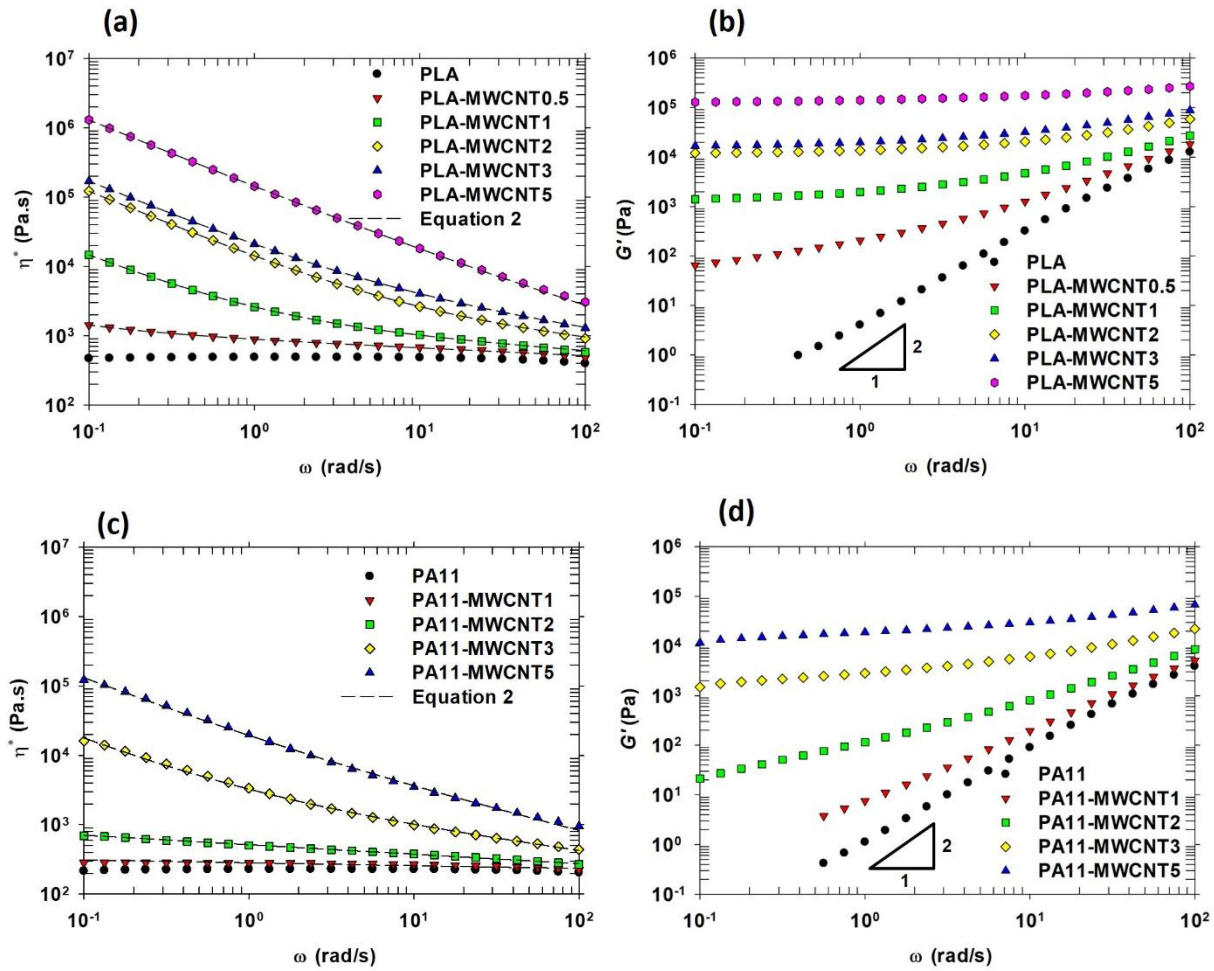 (a)
10^7
10^6
10^5
10^4
10^3
10^2
η* (Pa.s)
PLA
PLA-MWCNT0.5
PLA-MWCNT1
PLA-MWCNT2
PLA-MWCNT3
PLA-MWCNT5
Equation 2
10^-1 10^0 10^1 10^2
ω (rad/s)
(b)
10^6
10^5
10^4
10^3
10^2
10^1
10^0
10^-1
G' (Pa)
PLA
PLA-MWCNT0.5
PLA-MWCNT1
PLA-MWCNT2
PLA-MWCNT3
PLA-MWCNT5
2
1
10^-1 10^0 10^1 10^2
ω (rad/s)
(c)
10^7
10^6
10^5
10^4
10^3
10^2
η* (Pa.s)
PA11
PA11-MWCNT1
PA11-MWCNT2
PA11-MWCNT3
PA11-MWCNT5
Equation 2
10^-1 10^0 10^1 10^2
ω (rad/s)
(d)
10^6
10^5
10^4
10^3
10^2
10^1
10^0
10^-1
G' (Pa)
PA11
PA11-MWCNT1
PA11-MWCNT2
PA11-MWCNT3
PA11-MWCNT5
2
1
10^-1 10^0 10^1 10^2
ω (rad/s)